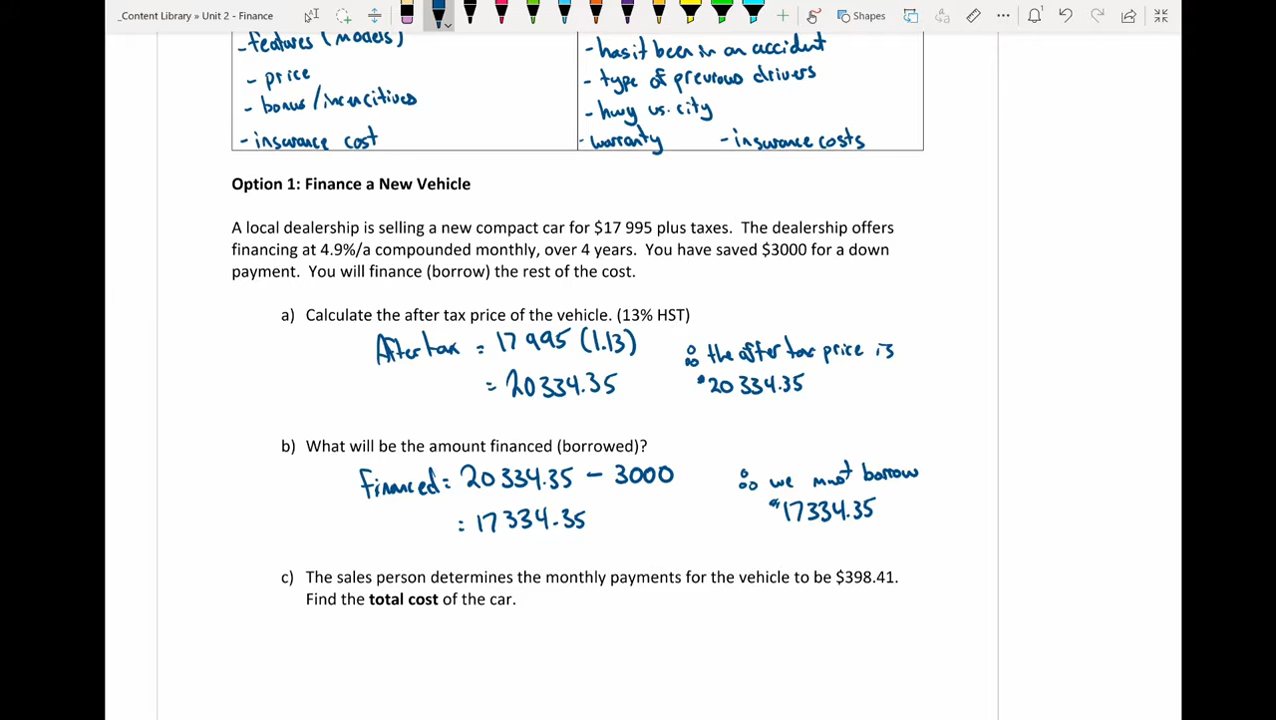 _Content Library » Unit 2 - Finance
Shapes
- features (models)
- price
- bonus/incencitives
- insurance cost
- has it been in an accident
- type of previous drivers
- hwy vs. city
- warranty - insurance costs
Option 1: Finance a New Vehicle
A local dealership is selling a new compact car for $17 995 plus taxes. The dealership offers
financing at 4.9%/a compounded monthly, over 4 years. You have saved $3000 for a down
payment. You will finance (borrow) the rest of the cost.
a) Calculate the after tax price of the vehicle. (13% HST)
After tax = 17 995 (1.13)
= 20 334.35
∴ the after tax price is
$20 334.35
b) What will be the amount financed (borrowed)?
Financed = 20 334.35 - 3000
= 17 334.35
∴ we must borrow
$17334.35
c) The sales person determines the monthly payments for the vehicle to be $398.41.
Find the total cost of the car.